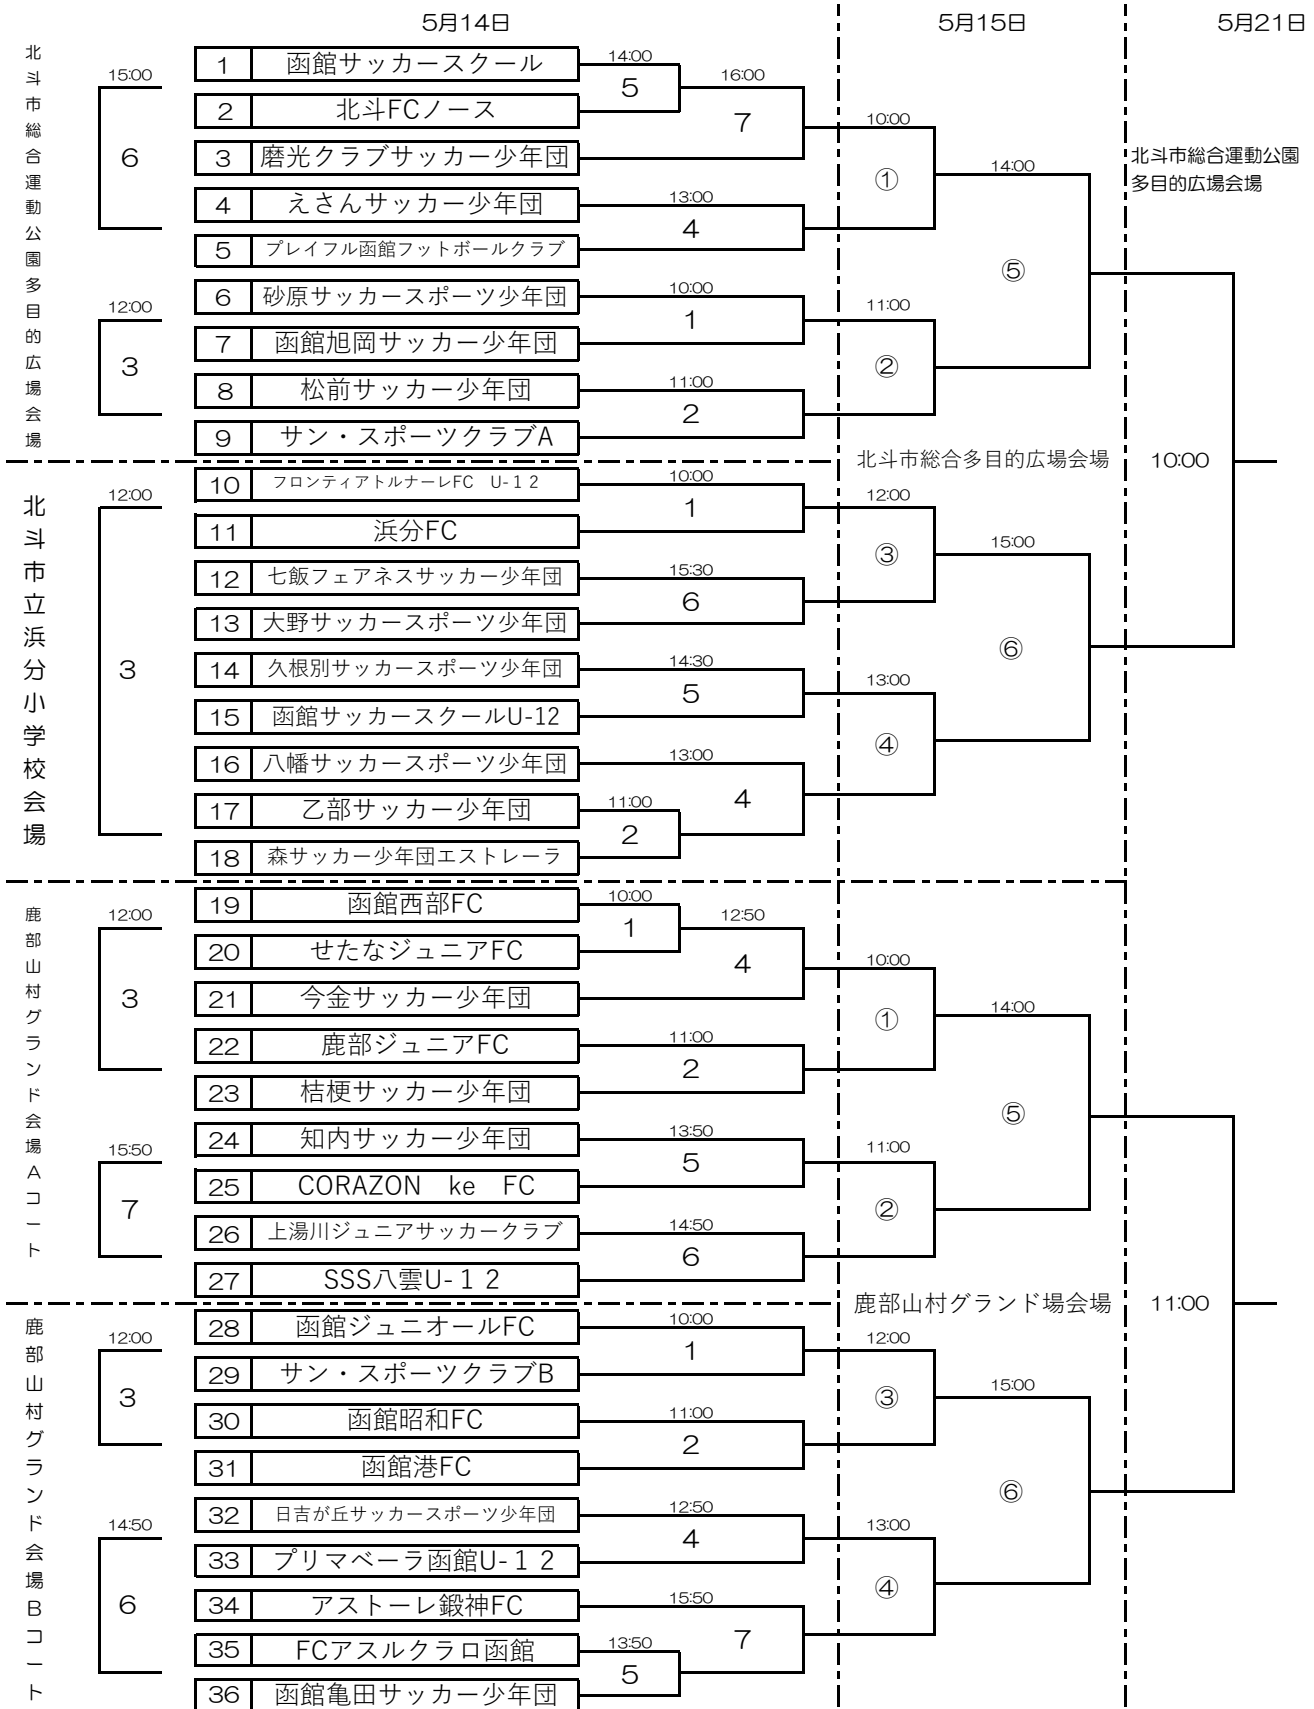 5月14日 5月15日 5月21日
北斗市総合運動公園多目的広場会場
15:00
6
12:00
3
1 函館サッカースクール
2 北斗FCノース
3 磨光クラブサッカー少年団
4 えさんサッカー少年団
5 プレイフル函館フットボールクラブ
6 砂原サッカースポーツ少年団
7 函館旭岡サッカー少年団
8 松前サッカー少年団
9 サン・スポーツクラブA
14:00
5
16:00
7
13:00
4
10:00
1
11:00
2
10:00
①
11:00
②
14:00
⑤
北斗市総合運動公園
多目的広場会場
北斗市総合多目的広場会場
10:00
北斗市立浜分小学校会場
12:00
3
10 フロンティアトルナーレFC U-12
11 浜分FC
12 七飯フェアネスサッカー少年団
13 大野サッカースポーツ少年団
14 久根別サッカースポーツ少年団
15 函館サッカースクールU-12
16 八幡サッカースポーツ少年団
17 乙部サッカー少年団
18 森サッカー少年団エストレーラ
10:00
1
15:30
6
14:30
5
13:00
4
11:00
2
12:00
③
13:00
④
15:00
⑥
鹿部山村グランド会場Aコート
12:00
3
15:50
7
19 函館西部FC
20 せたなジュニアFC
21 今金サッカー少年団
22 鹿部ジュニアFC
23 桔梗サッカー少年団
24 知内サッカー少年団
25 CORAZON ke FC
26 上湯川ジュニアサッカークラブ
27 SSS八雲U-12
10:00
1
12:50
4
11:00
2
13:50
5
14:50
6
10:00
①
11:00
②
14:00
⑤
鹿部山村グランド場会場
11:00
鹿部山村グランド会場Bコート
12:00
3
14:50
6
28 函館ジュニオールFC
29 サン・スポーツクラブB
30 函館昭和FC
31 函館港FC
32 日吉が丘サッカースポーツ少年団
33 プリマベーラ函館U-12
34 アストーレ鍛神FC
35 FCアスルクラロ函館
36 函館亀田サッカー少年団
10:00
1
11:00
2
12:50
4
15:50
7
13:50
5
12:00
③
13:00
④
15:00
⑥